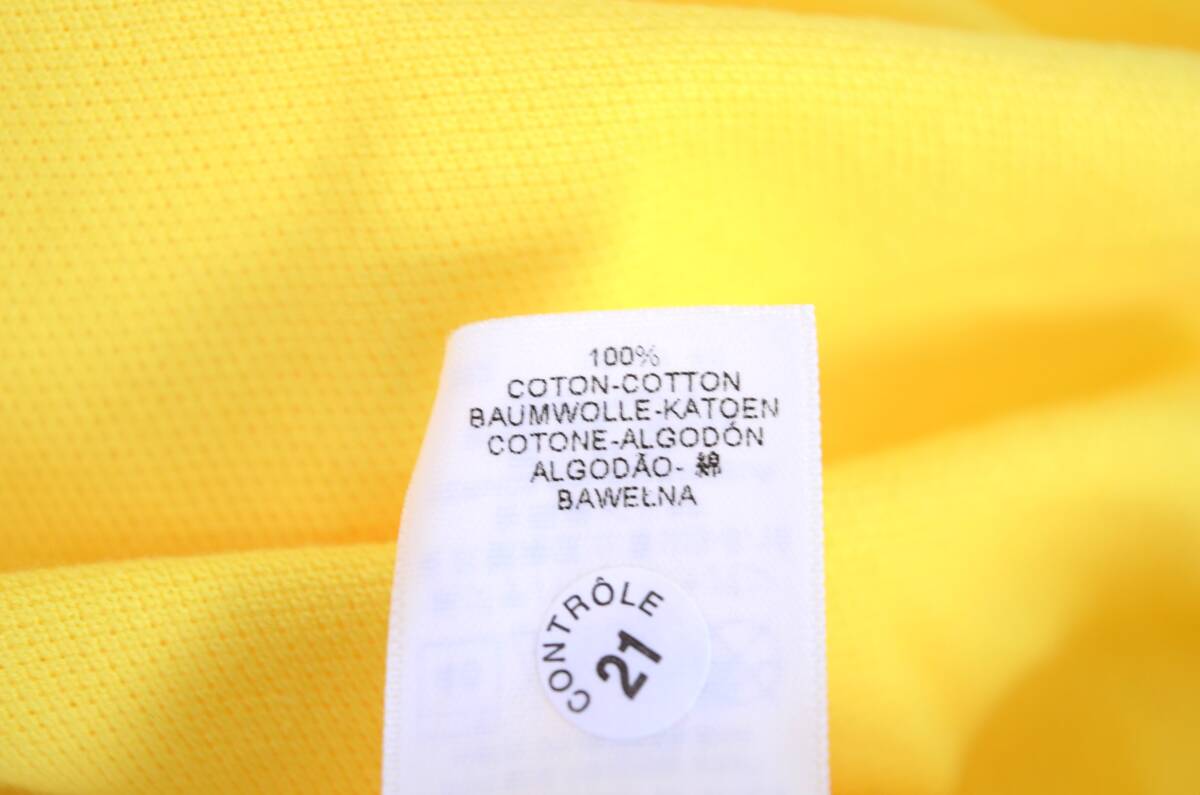 100%
COTON-COTTON
BAUMWOLLE-KATOEN
COTONE-ALGODÓN
ALGODÃO- 綿
BAWEŁNA
CONTRÔLE
21